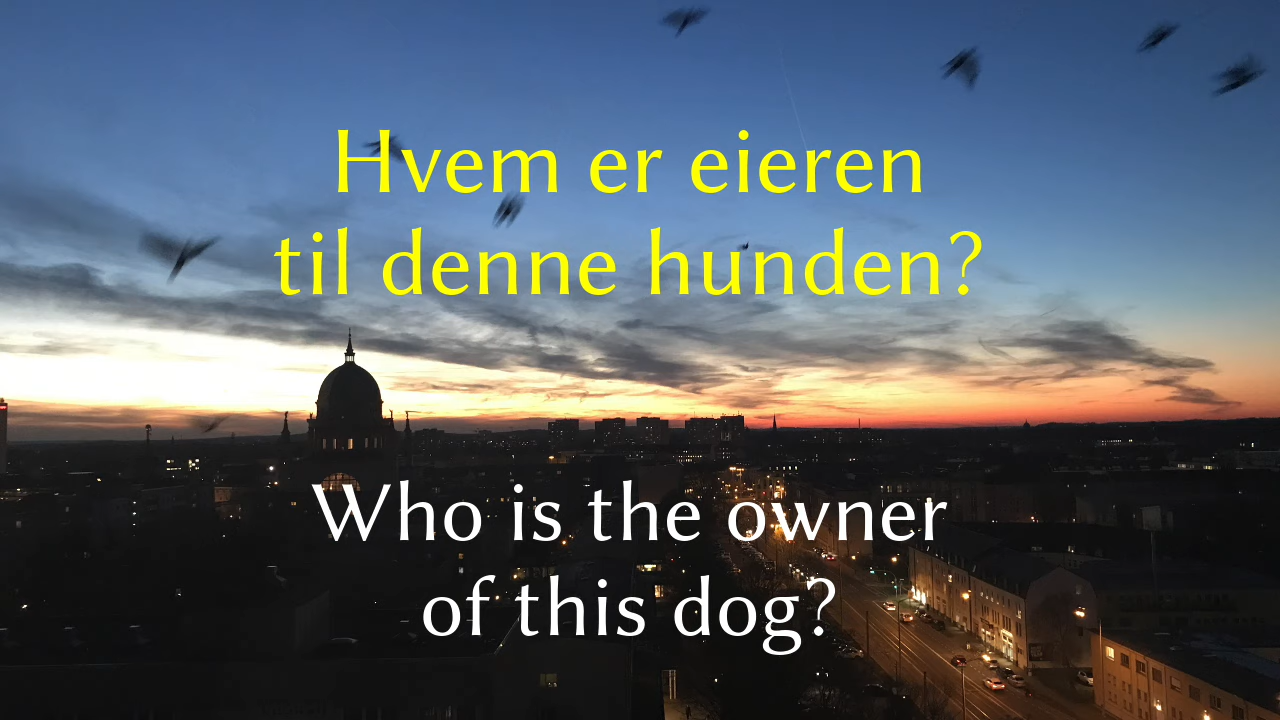 Hvem er eieren
til denne hunden?
Who is the owner
of this dog?